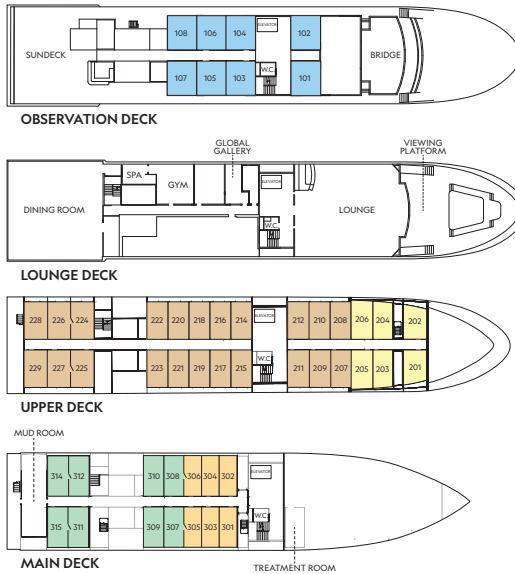 108 106 104 ELEVATOR 102
SUNDECK BRIDGE
W.C.
107 105 103 101
OBSERVATION DECK
GLOBAL
GALLERY
VIEWING
PLATFORM
SPA
GYM
ELEVATOR
DINING ROOM LOUNGE
W.C.
LOUNGE DECK
228 226 224 222 220 218 216 214 ELEVATOR 212 210 208 206 204 202
W.C.
229 227 225 223 221 219 217 215 211 209 207 205 203 201
UPPER DECK
MUD ROOM
314 312 310 308 306 304 302 ELEVATOR
W.C.
315 311 309 307 305 303 301
MAIN DECK
TREATMENT ROOM